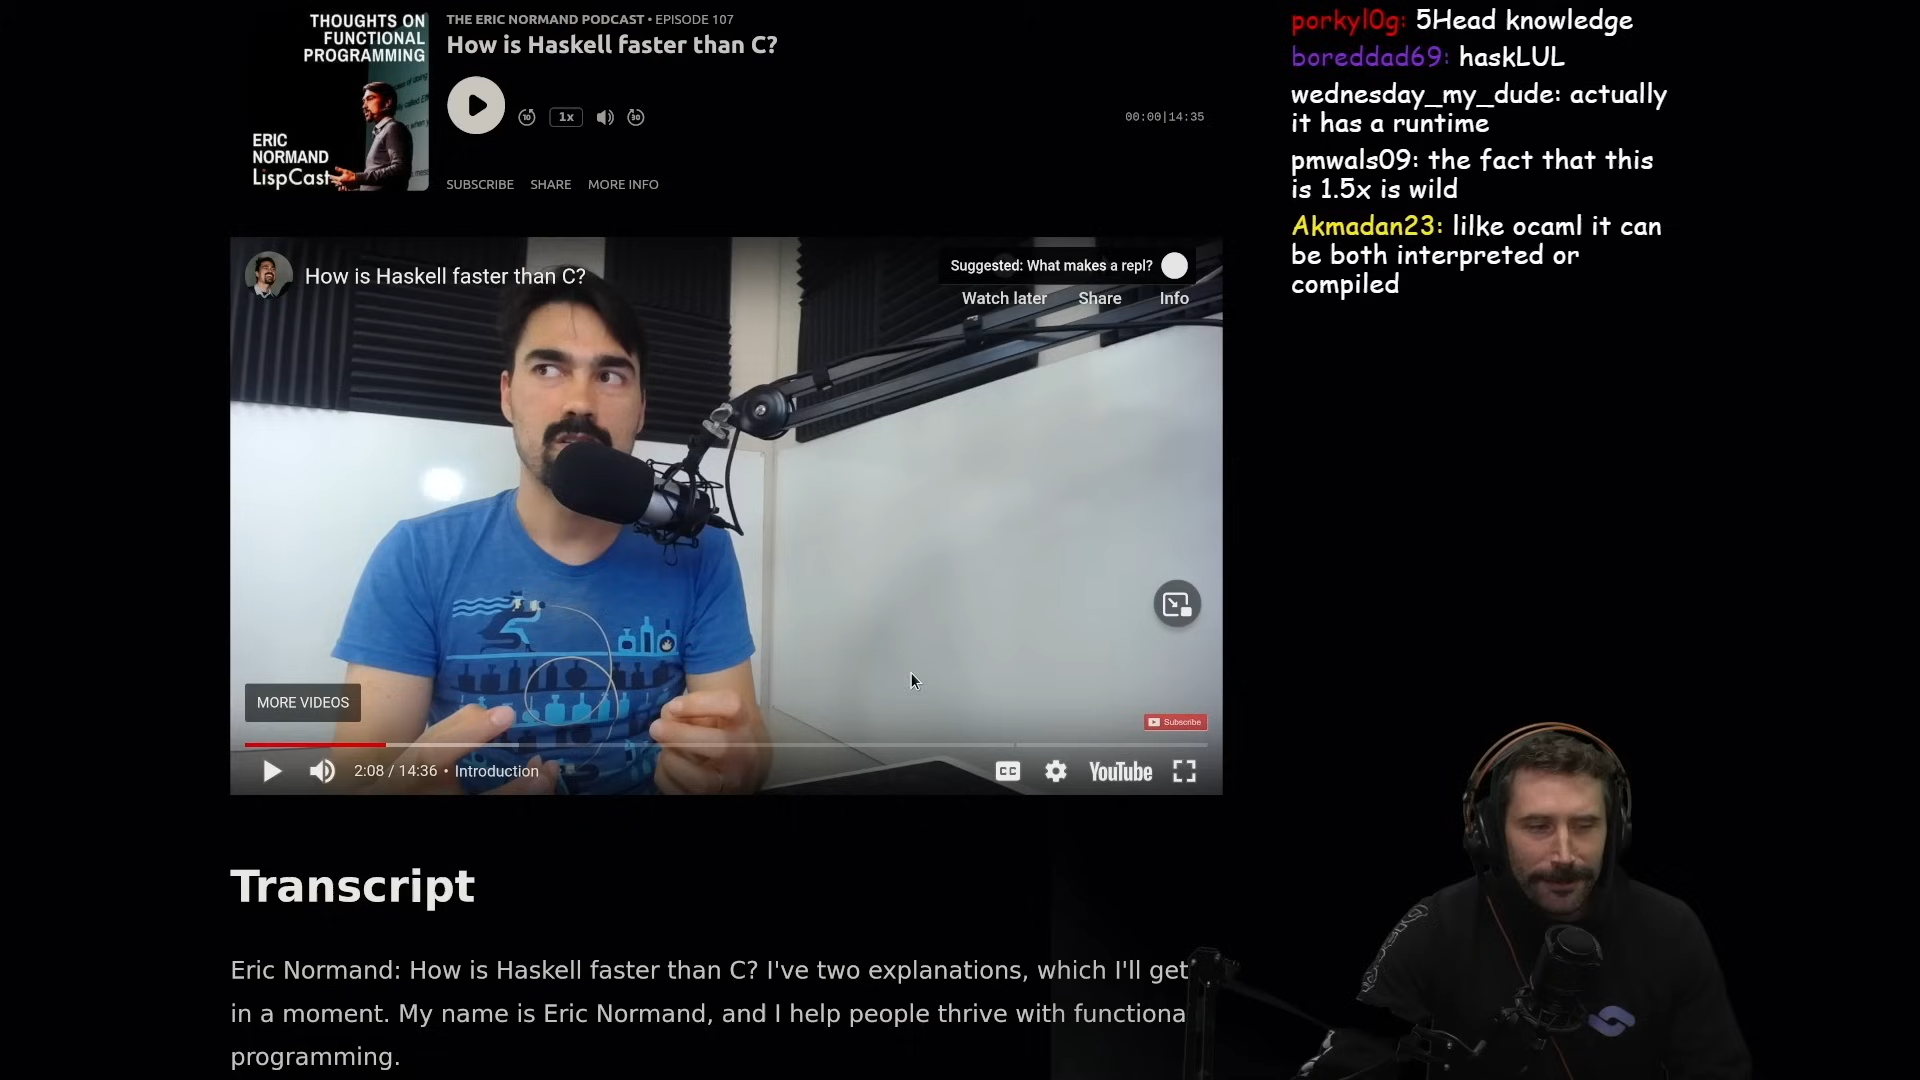 THOUGHTS ON
FUNCTIONAL
PROGRAMMING
ERIC
NORMAND
LispCast
THE ERIC NORMAND PODCAST • EPISODE 107
How is Haskell faster than C?
10
1x
30
00:00|14:35
SUBSCRIBE SHARE MORE INFO
How is Haskell faster than C?
Suggested: What makes a repl?
Watch later Share Info
MORE VIDEOS
Subscribe
2:08 / 14:36 • Introduction
CC
YouTube
Transcript
Eric Normand: How is Haskell faster than C? I've two explanations, which I'll get
in a moment. My name is Eric Normand, and I help people thrive with functiona
programming.
porkyl0g: 5Head knowledge
boreddad69: haskLUL
wednesday_my_dude: actually
it has a runtime
pmwals09: the fact that this
is 1.5x is wild
Akmadan23: lilke ocaml it can
be both interpreted or
compiled